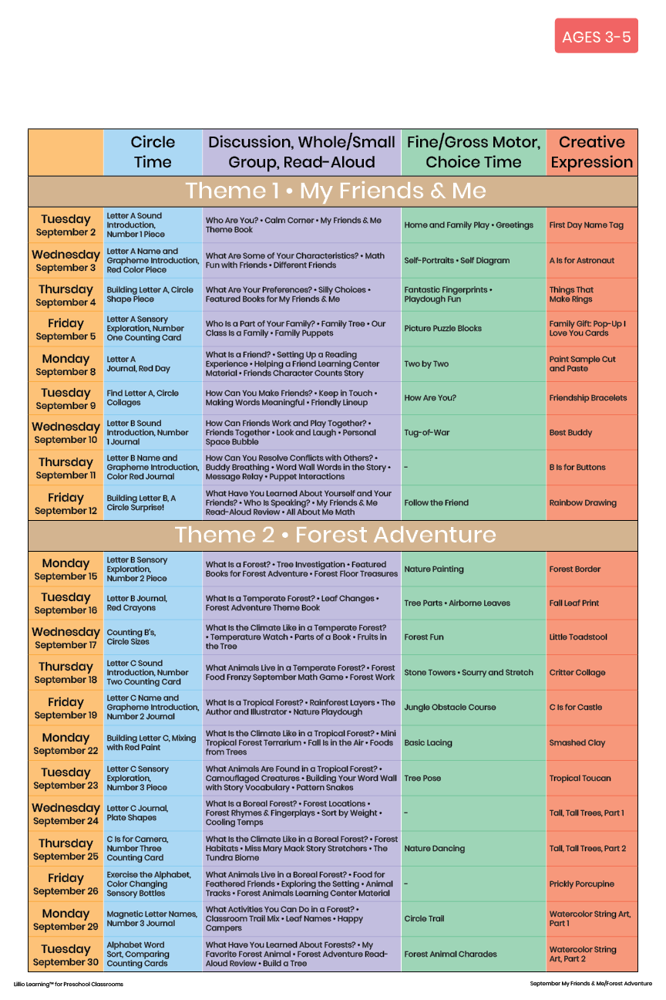 AGES 3-5
Circle
Time
Discussion, Whole/Small
Group, Read-Aloud
Fine/Gross Motor,
Choice Time
Creative
Expression
Theme 1 • My Friends & Me
Tuesday
September 2
Letter A Sound
Introduction,
Number 1 Piece
Who Are You? • Calm Corner • My Friends & Me
Theme Book
Home and Family Play • Greetings
First Day Name Tag
Wednesday
September 3
Letter A Name and
Grapheme Introduction,
Red Color Piece
What Are Some of Your Characteristics? • Math
Fun with Friends • Different Friends
Self-Portraits • Self Diagram
A Is for Astronaut
Thursday
September 4
Building Letter A, Circle
Shape Piece
What Are Your Preferences? • Silly Choices •
Featured Books for My Friends & Me
Fantastic Fingerprints •
Playdough Fun
Things That
Make Rings
Friday
September 5
Letter A Sensory
Exploration, Number
One Counting Card
Who Is a Part of Your Family? • Family Tree • Our
Class Is a Family • Family Puppets
Picture Puzzle Blocks
Family Gift: Pop-Up I
Love You Cards
Monday
September 8
Letter A
Journal, Red Day
What Is a Friend? • Setting Up a Reading
Experience • Helping a Friend Learning Center
Material • Friends Character Counts Story
Two by Two
Paint Sample Cut
and Paste
Tuesday
September 9
Find Letter A, Circle
Collages
How Can You Make Friends? • Keep in Touch •
Making Words Meaningful • Friendly Lineup
How Are You?
Friendship Bracelets
Wednesday
September 10
Letter B Sound
Introduction, Number
1 Journal
How Can Friends Work and Play Together? •
Friends Together • Look and Laugh • Personal
Space Bubble
Tug-of-War
Best Buddy
Thursday
September 11
Letter B Name and
Grapheme Introduction,
Color Red Journal
How Can You Resolve Conflicts with Others? •
Buddy Breathing • Word Wall Words in the Story •
Message Relay • Puppet Interactions
-
B Is for Buttons
Friday
September 12
Building Letter B, A
Circle Surprise!
What Have You Learned About Yourself and Your
Friends? • Who Is Speaking? • My Friends & Me
Read-Aloud Review • All About Me Math
Follow the Friend
Rainbow Drawing
Theme 2 • Forest Adventure
Monday
September 15
Letter B Sensory
Exploration,
Number 2 Piece
What Is a Forest? • Tree Investigation • Featured
Books for Forest Adventure • Forest Floor Treasures
Nature Painting
Forest Border
Tuesday
September 16
Letter B Journal,
Red Crayons
What Is a Temperate Forest? • Leaf Changes •
Forest Adventure Theme Book
Tree Parts • Airborne Leaves
Fall Leaf Print
Wednesday
September 17
Counting B's,
Circle Sizes
What Is the Climate Like in a Temperate Forest?
• Temperature Watch • Parts of a Book • Fruits in
the Tree
Forest Fun
Little Toadstool
Thursday
September 18
Letter C Sound
Introduction, Number
Two Counting Card
What Animals Live in a Temperate Forest? • Forest
Food Frenzy September Math Game • Forest Work
Stone Towers • Scurry and Stretch
Critter Collage
Friday
September 19
Letter C Name and
Grapheme Introduction,
Number 2 Journal
What Is a Tropical Forest? • Rainforest Layers • The
Author and Illustrator • Nature Playdough
Jungle Obstacle Course
C Is for Castle
Monday
September 22
Building Letter C, Mixing
with Red Paint
What Is the Climate Like in a Tropical Forest? • Mini
Tropical Forest Terrarium • Fall Is in the Air • Foods
from Trees
Basic Lacing
Smashed Clay
Tuesday
September 23
Letter C Sensory
Exploration,
Number 3 Piece
What Animals Are Found in a Tropical Forest? •
Camouflaged Creatures • Building Your Word Wall
with Story Vocabulary • Pattern Snakes
Tree Pose
Tropical Toucan
Wednesday
September 24
Letter C Journal,
Plate Shapes
What Is a Boreal Forest? • Forest Locations •
Forest Rhymes & Fingerplays • Sort by Weight •
Cooling Temps
-
Tall, Tall Trees, Part 1
Thursday
September 25
C Is for Camera,
Number Three
Counting Card
What Is the Climate Like in a Boreal Forest? • Forest
Habitats • Miss Mary Mack Story Stretchers • The
Tundra Biome
Nature Dancing
Tall, Tall Trees, Part 2
Friday
September 26
Exercise the Alphabet,
Color Changing
Sensory Bottles
What Animals Live in a Boreal Forest? • Food for
Feathered Friends • Exploring the Setting • Animal
Tracks • Forest Animals Learning Center Material
-
Prickly Porcupine
Monday
September 29
Magnetic Letter Names,
Number 3 Journal
What Activities You Can Do in a Forest? •
Classroom Trail Mix • Leaf Names • Happy
Campers
Circle Trail
Watercolor String Art,
Part 1
Tuesday
September 30
Alphabet Word
Sort, Comparing
Counting Cards
What Have You Learned About Forests? • My
Favorite Forest Animal • Forest Adventure Read-
Aloud Review • Build a Tree
Forest Animal Charades
Watercolor String
Art, Part 2
Lillio Learning™ for Preschool Classrooms
September My Friends & Me/Forest Adventure